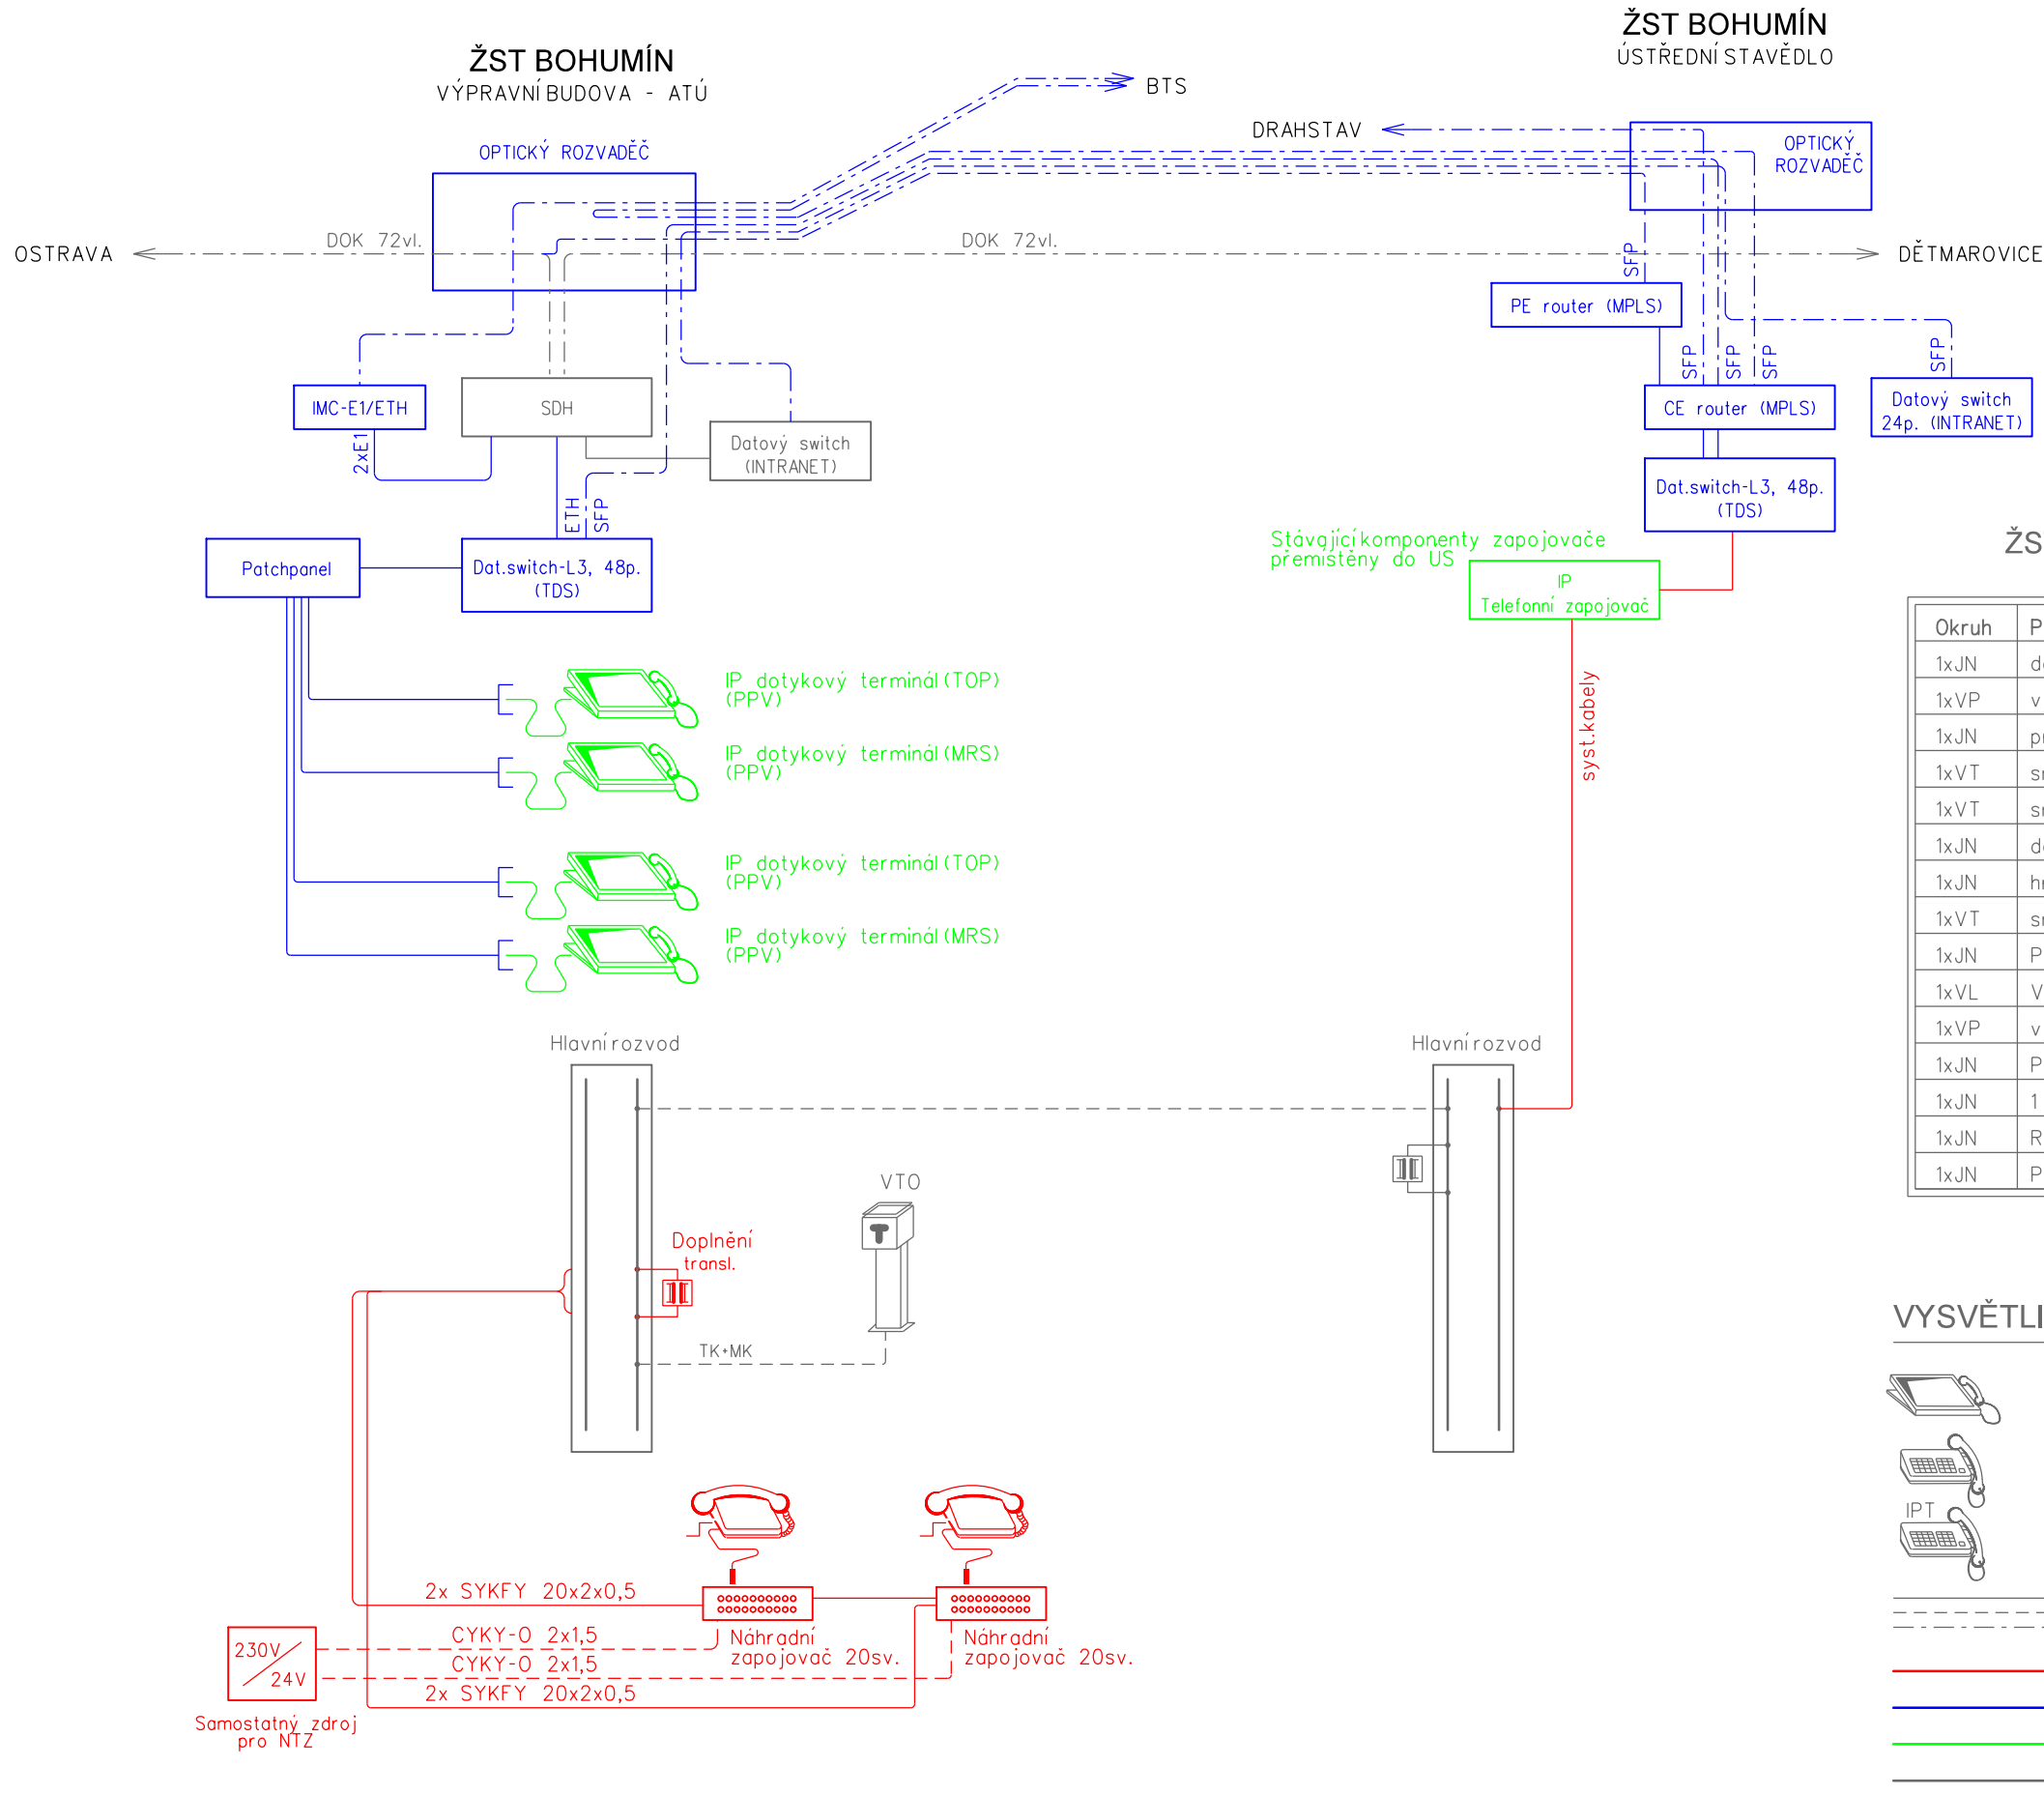 ŽST BOHUMÍN
VÝPRAVNÍ BUDOVA - ATÚ
ŽST BOHUMÍN
ÚSTŘEDNÍ STAVĚDLO
BTS
DRAHSTAV
OPTICKÝ ROZVADĚČ
OPTICKÝ
ROZVADĚČ
OSTRAVA
DOK 72vl.
DOK 72vl.
DĚTMAROVICE
SFP
PE router (MPLS)
SFP
SFP
SFP
SFP
IMC-E1/ETH
SDH
2xE1
Datový switch
(INTRANET)
CE router (MPLS)
Datový switch
24p. (INTRANET)
ETH
SFP
Dat.switch-L3, 48p.
(TDS)
Patchpanel
Dat.switch-L3, 48p.
(TDS)
Stávající komponenty zapojovače
přemístěny do ÚS
IP
Telefonní zapojovač
syst.kabely
IP dotykový terminál (TOP)
(PPV)
IP dotykový terminál (MRS)
(PPV)
IP dotykový terminál (TOP)
(PPV)
IP dotykový terminál (MRS)
(PPV)
Hlavní rozvod
Hlavní rozvod
VTO
Doplnění
transl.
TK+MK
2x SYKFY 20x2x0,5
CYKY-O 2x1,5
CYKY-O 2x1,5
2x SYKFY 20x2x0,5
230V
24V
Samostatný zdroj
pro NTZ
Náhradní
zapojovač 20sv.
Náhradní
zapojovač 20sv.
ŽS
Okruh P
1xJN
1xVP v
1xJN
1xVT
1xVT
1xJN
1xJN
1xVT
1xJN P
1xVL V
1xVP v
1xJN P
1xJN 1
1xJN R
1xJN P
VYSVĚTLI
IPT